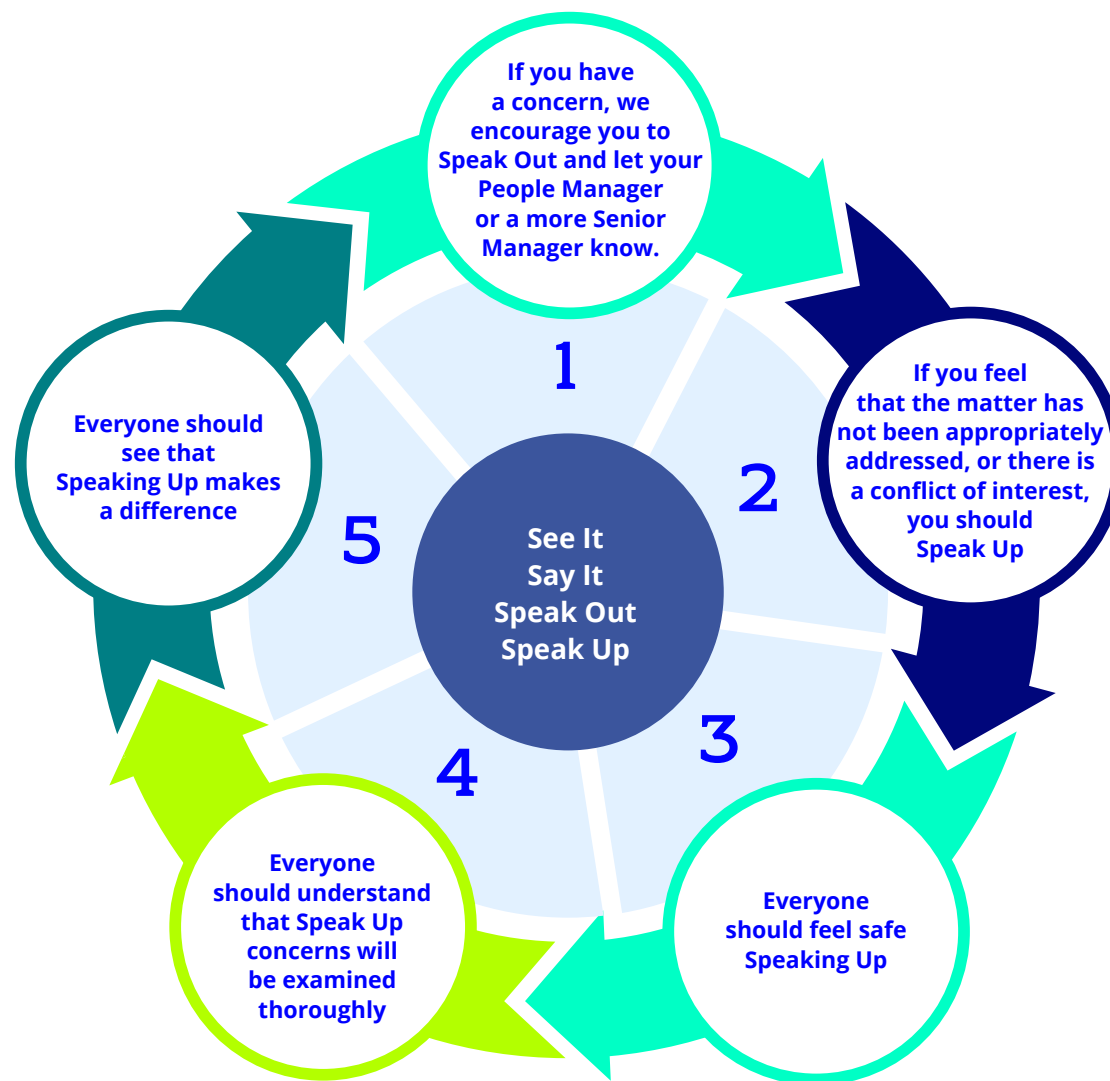 If you have
a concern, we
encourage you to
Speak Out and let your
People Manager
or a more Senior
Manager know.
1
If you feel
that the matter has
not been appropriately
addressed, or there is
a conflict of interest,
you should
Speak Up
2
Everyone
should feel safe
Speaking Up
3
Everyone
should understand
that Speak Up
concerns will
be examined
thoroughly
4
Everyone should
see that
Speaking Up makes
a difference
5
See It
Say It
Speak Out
Speak Up